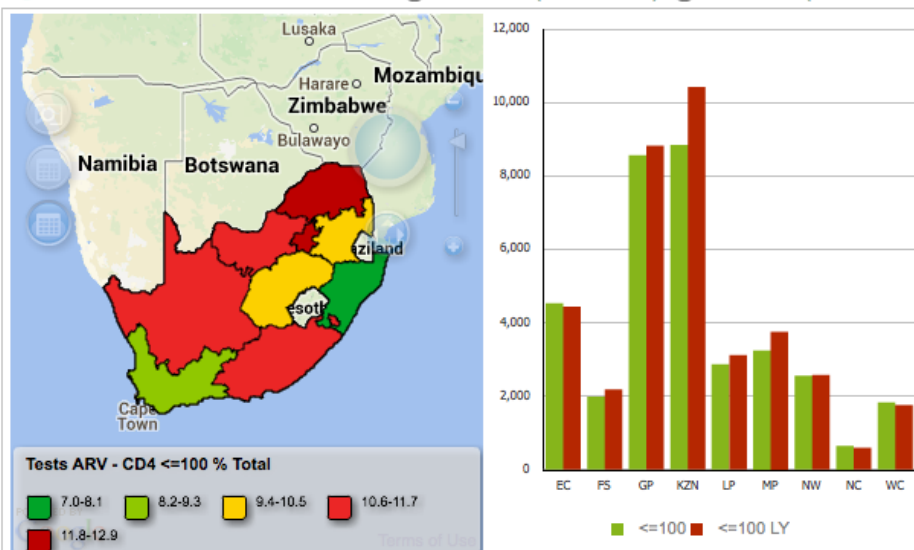 Lusaka
Mozambiqu
Harare
Zimbabwe
Bulawayo
Namibia
Botswana
aziland
esoth
Cape
Town
Tests ARV - CD4 <=100 % Total
7.0-8.1
8.2-9.3
9.4-10.5
10.6-11.7
11.8-12.9
Google
Terms of Use
12,000
10,000
8,000
6,000
4,000
2,000
0
EC FS GP KZN LP MP NW NC WC
<=100 <=100 LY